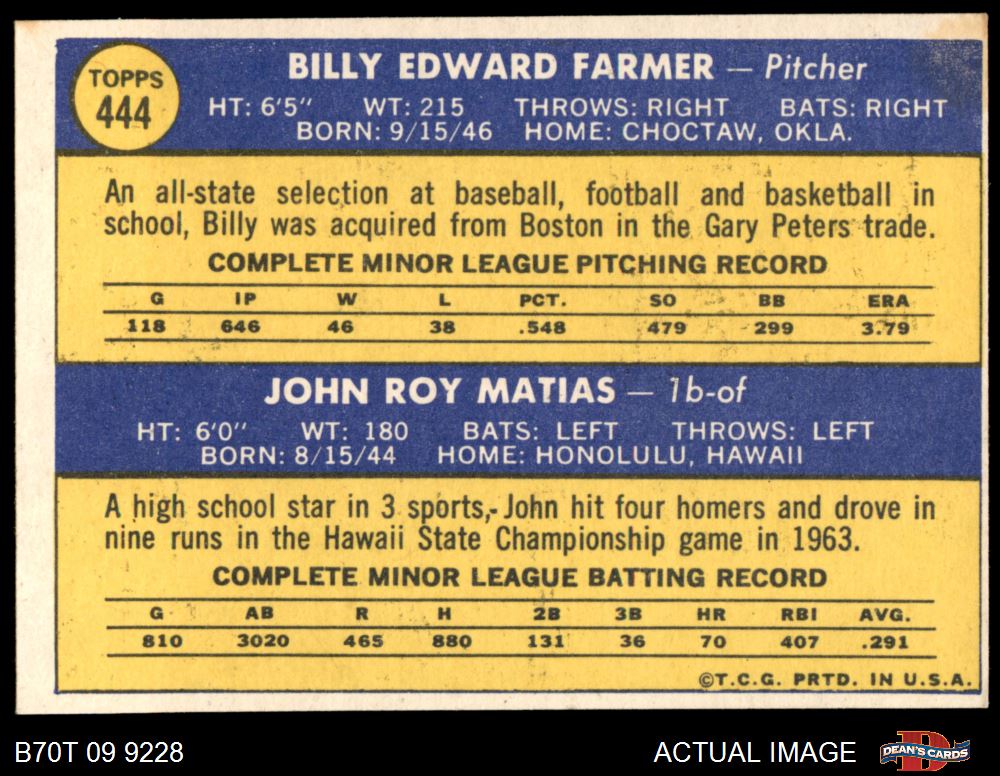 TOPPS
444
BILLY EDWARD FARMER — Pitcher
HT: 6'5" WT: 215 THROWS: RIGHT BATS: RIGHT
BORN: 9/15/46 HOME: CHOCTAW, OKLA.
An all-state selection at baseball, football and basketball in
school, Billy was acquired from Boston in the Gary Peters trade.
COMPLETE MINOR LEAGUE PITCHING RECORD
G IP W L PCT. SO BB ERA
118 646 46 38 .548 479 299 3.79
JOHN ROY MATIAS — 1b-of
HT: 6'0" WT: 180 BATS: LEFT THROWS: LEFT
BORN: 8/15/44 HOME: HONOLULU, HAWAII
A high school star in 3 sports, John hit four homers and drove in
nine runs in the Hawaii State Championship game in 1963.
COMPLETE MINOR LEAGUE BATTING RECORD
G AB R H 2B 3B HR RBI AVG.
810 3020 465 880 131 36 70 407 .291
©T.C.G. PRTD. IN U.S.A.
B70T 09 9228 ACTUAL IMAGE DEAN'S CARDS